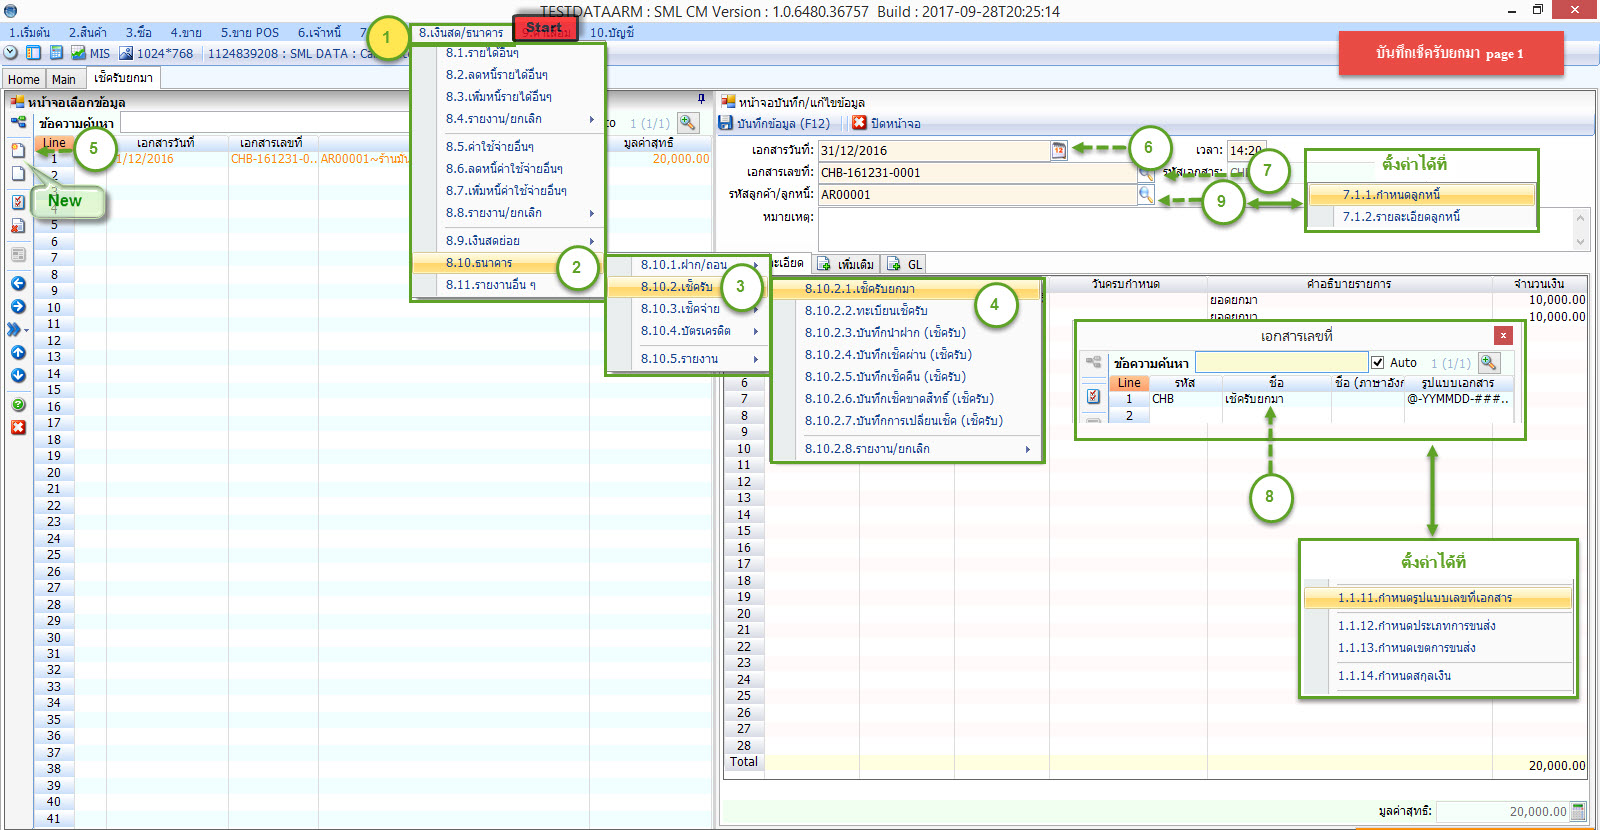 TESTDATAARM : SML CM Version : 1.0.6480.36757  Build : 2017-09-28T20:25:14
1.เริ่มต้น 2.สินค้า 3.ซื้อ 4.ขาย 5.ขาย POS 6.เจ้าหนี้ 7 8.เงินสด/ธนาคาร 10.บัญชี
1
Start
MIS 1024*768 1124839208 : SML DATA : Ca
บันทึกเช็ครับยกมา page 1
Home Main เช็ครับยกมา
หน้าจอเลือกข้อมูล
ข้อความค้นหา
1 (1/1)
Line เอกสารวันที่ เอกสารเลขที่ มูลค่าสุทธิ
1 1/12/2016 CHB-161231-0... AR00001~ร้านมัน 20,000.00
2
5
New
5
6
7
8
9
10
11
12
13
14
15
16
17
18
19
20
21
22
23
24
25
26
27
28
29
30
31
32
33
34
35
36
37
38
39
40
41
8.1.รายได้อื่นๆ
8.2.ลดหนี้รายได้อื่นๆ
8.3.เพิ่มหนี้รายได้อื่นๆ
8.4.รายงาน/ยกเลิก
8.5.ค่าใช้จ่ายอื่นๆ
8.6.ลดหนี้ค่าใช้จ่ายอื่นๆ
8.7.เพิ่มหนี้ค่าใช้จ่ายอื่นๆ
8.8.รายงาน/ยกเลิก
8.9.เงินสดย่อย
8.10.ธนาคาร
8.11.รายงานอื่น ๆ
2
8.10.1.ฝาก/ถอน
8.10.2.เช็ครับ
8.10.3.เช็คจ่าย
8.10.4.บัตรเครดิต
8.10.5.รายงาน
3
8.10.2.1.เช็ครับยกมา
8.10.2.2.ทะเบียนเช็ครับ
8.10.2.3.บันทึกนำฝาก (เช็ครับ)
8.10.2.4.บันทึกเช็คผ่าน (เช็ครับ)
8.10.2.5.บันทึกเช็คคืน (เช็ครับ)
8.10.2.6.บันทึกเช็คขาดสิทธิ์ (เช็ครับ)
8.10.2.7.บันทึกการเปลี่ยนเช็ค (เช็ครับ)
8.10.2.8.รายงาน/ยกเลิก
4
หน้าจอบันทึก/แก้ไขข้อมูล
บันทึกข้อมูล (F12) ปิดหน้าจอ
เอกสารวันที่: 31/12/2016 เวลา: 14:20
6
เอกสารเลขที่: CHB-161231-0001 รหัสเอกสาร:
7
รหัสลูกค้า/ลูกหนี้: AR00001
9
หมายเหตุ:
ตั้งค่าได้ที่
7.1.1.กำหนดลูกหนี้
7.1.2.รายละเอียดลูกหนี้
เพิ่มเติม GL
วันครบกำหนด คำอธิบายรายการ จำนวนเงิน
ยอดยกมา 10,000.00
ยอดยกมา 10,000.00
เอกสารเลขที่
ข้อความค้นหา Auto 1 (1/1)
Line รหัส ชื่อ ชื่อ (ภาษาอังก รูปแบบเอกสาร
1 CHB เช็ครับยกมา @-YYMMDD-###..
2
8
ตั้งค่าได้ที่
1.1.11.กำหนดรูปแบบเลขที่เอกสาร
1.1.12.กำหนดประเภทการขนส่ง
1.1.13.กำหนดเขตการขนส่ง
1.1.14.กำหนดสกุลเงิน
6
7
8
9
10
11
12
13
14
15
16
17
18
19
20
21
22
23
24
25
26
27
28
Total 20,000.00
มูลค่าสุทธิ: 20,000.00